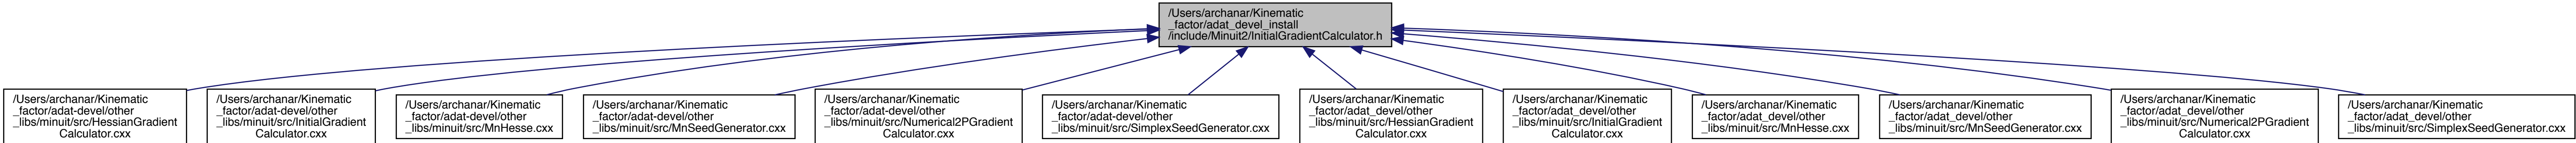 /Users/archanar/Kinematic
_factor/adat_devel_install
/include/Minuit2/InitialGradientCalculator.h
/Users/archanar/Kinematic
_factor/adat-devel/other
_libs/minuit/src/HessianGradient
Calculator.cxx
/Users/archanar/Kinematic
_factor/adat-devel/other
_libs/minuit/src/InitialGradient
Calculator.cxx
/Users/archanar/Kinematic
_factor/adat-devel/other
_libs/minuit/src/MnHesse.cxx
/Users/archanar/Kinematic
_factor/adat-devel/other
_libs/minuit/src/MnSeedGenerator.cxx
/Users/archanar/Kinematic
_factor/adat-devel/other
_libs/minuit/src/Numerical2PGradient
Calculator.cxx
/Users/archanar/Kinematic
_factor/adat-devel/other
_libs/minuit/src/SimplexSeedGenerator.cxx
/Users/archanar/Kinematic
_factor/adat_devel/other
_libs/minuit/src/HessianGradient
Calculator.cxx
/Users/archanar/Kinematic
_factor/adat_devel/other
_libs/minuit/src/InitialGradient
Calculator.cxx
/Users/archanar/Kinematic
_factor/adat_devel/other
_libs/minuit/src/MnHesse.cxx
/Users/archanar/Kinematic
_factor/adat_devel/other
_libs/minuit/src/MnSeedGenerator.cxx
/Users/archanar/Kinematic
_factor/adat_devel/other
_libs/minuit/src/Numerical2PGradient
Calculator.cxx
/Users/archanar/Kinematic
_factor/adat_devel/other
_libs/minuit/src/SimplexSeedGenerator.cxx